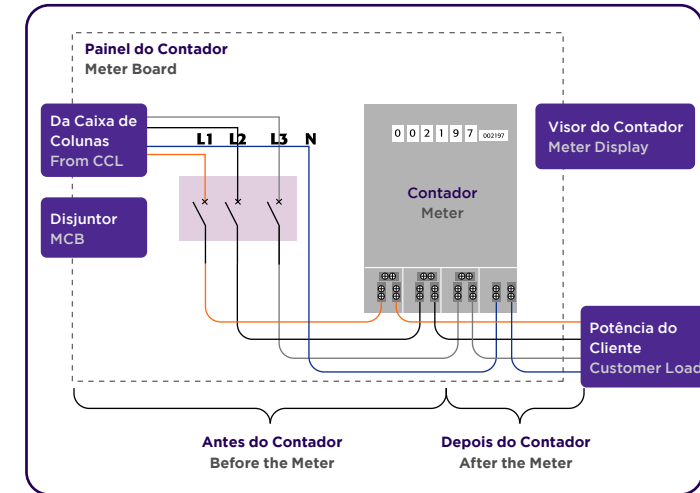 Painel do Contador
Meter Board
Da Caixa de
Colunas
From CCL
L1 L2 L3 N
0 0 2 1 9 7 002197
Visor do Contador
Meter Display
Contador
Meter
Disjuntor
MCB
Potência do
Cliente
Customer Load
Antes do Contador
Before the Meter
Depois do Contador
After the Meter